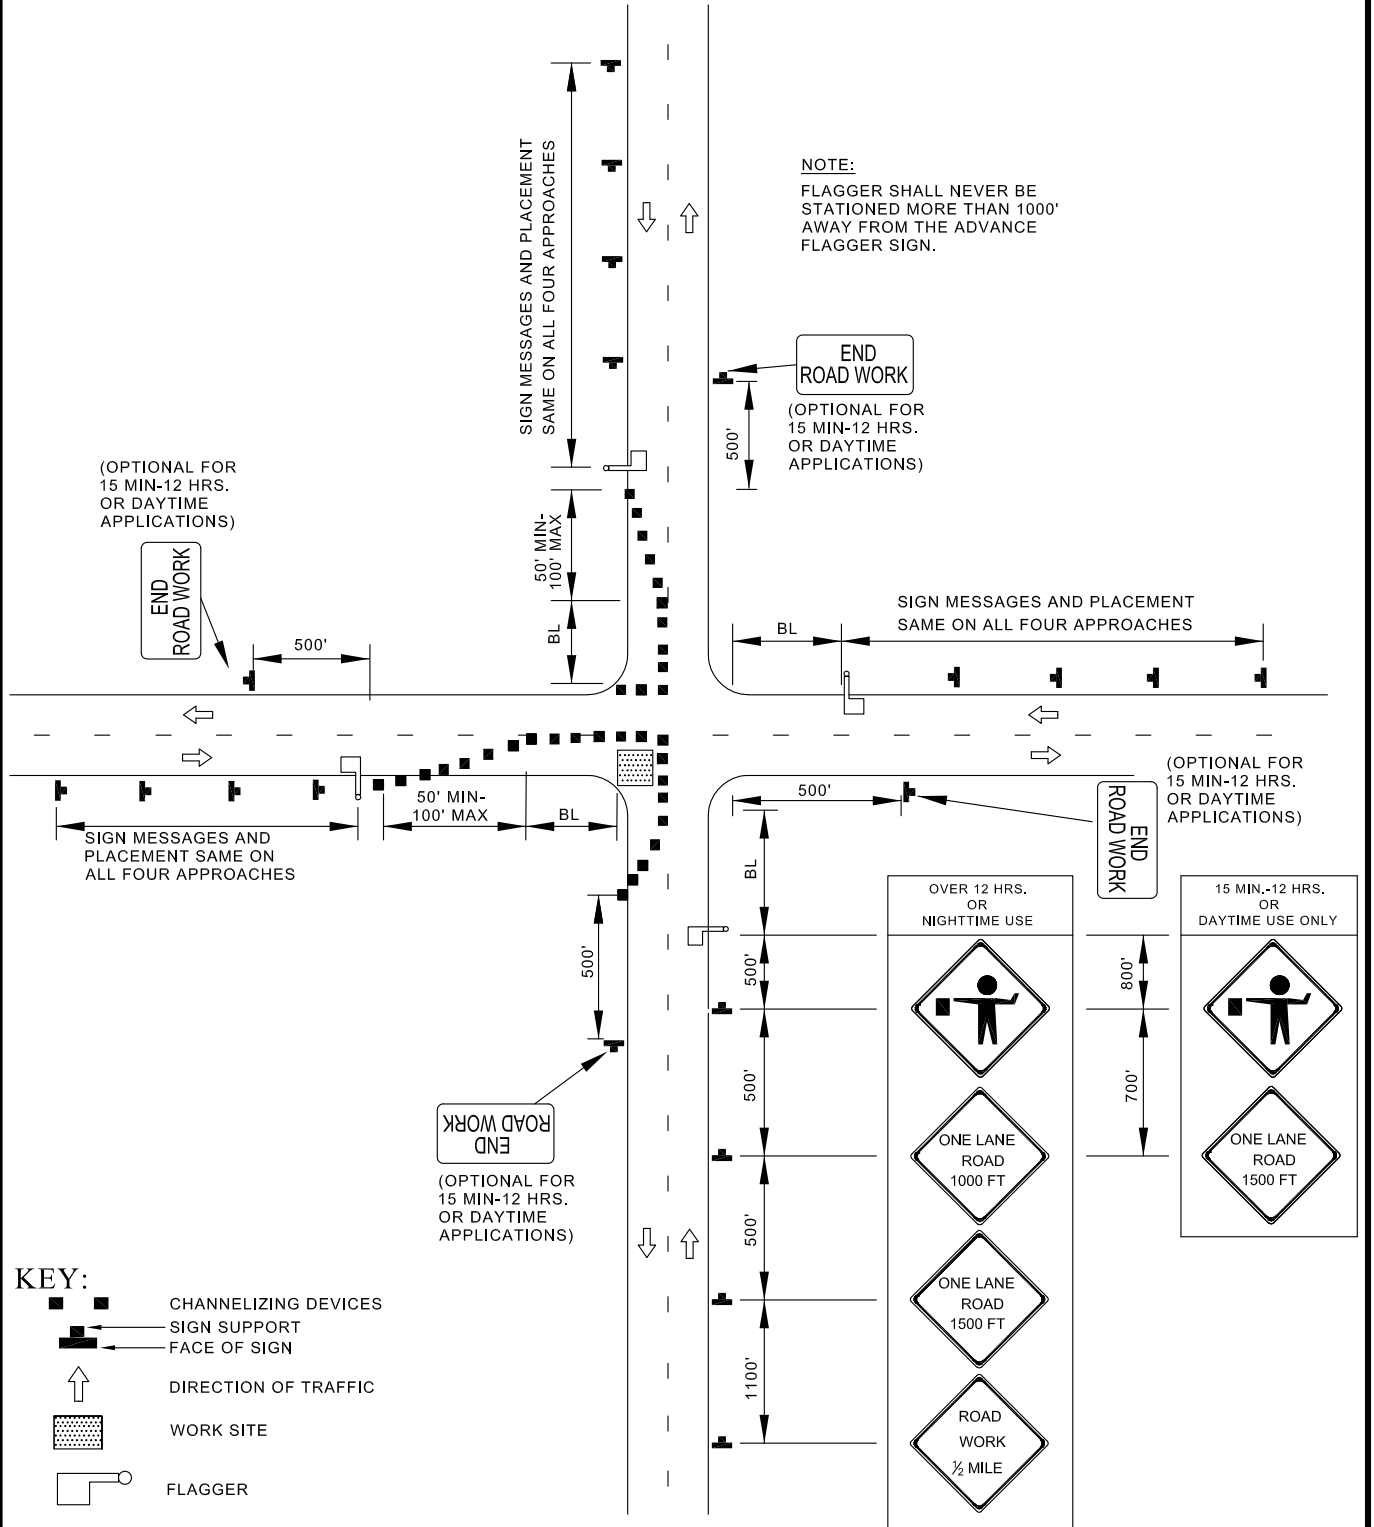 SIGN MESSAGES AND PLACEMENT
SAME ON ALL FOUR APPROACHES
NOTE:
FLAGGER SHALL NEVER BE
STATIONED MORE THAN 1000'
AWAY FROM THE ADVANCE
FLAGGER SIGN.
END
ROAD WORK
(OPTIONAL FOR
15 MIN-12 HRS.
OR DAYTIME
APPLICATIONS)
500'
(OPTIONAL FOR
15 MIN-12 HRS.
OR DAYTIME
APPLICATIONS)
END
ROAD WORK
500'
50' MIN-
100' MAX
BL
BL
SIGN MESSAGES AND PLACEMENT
SAME ON ALL FOUR APPROACHES
50' MIN-
100' MAX
BL
SIGN MESSAGES AND
PLACEMENT SAME ON
ALL FOUR APPROACHES
500'
(OPTIONAL FOR
15 MIN-12 HRS.
OR DAYTIME
APPLICATIONS)
END
ROAD WORK
BL
500'
500'
500'
500'
1100'
END
ROAD WORK
(OPTIONAL FOR
15 MIN-12 HRS.
OR DAYTIME
APPLICATIONS)
OVER 12 HRS.
OR
NIGHTTIME USE
ONE LANE
ROAD
1000 FT
ONE LANE
ROAD
1500 FT
ROAD
WORK
½ MILE
800'
700'
15 MIN.-12 HRS.
OR
DAYTIME USE ONLY
ONE LANE
ROAD
1500 FT
KEY:
CHANNELIZING DEVICES
SIGN SUPPORT
FACE OF SIGN
DIRECTION OF TRAFFIC
WORK SITE
FLAGGER